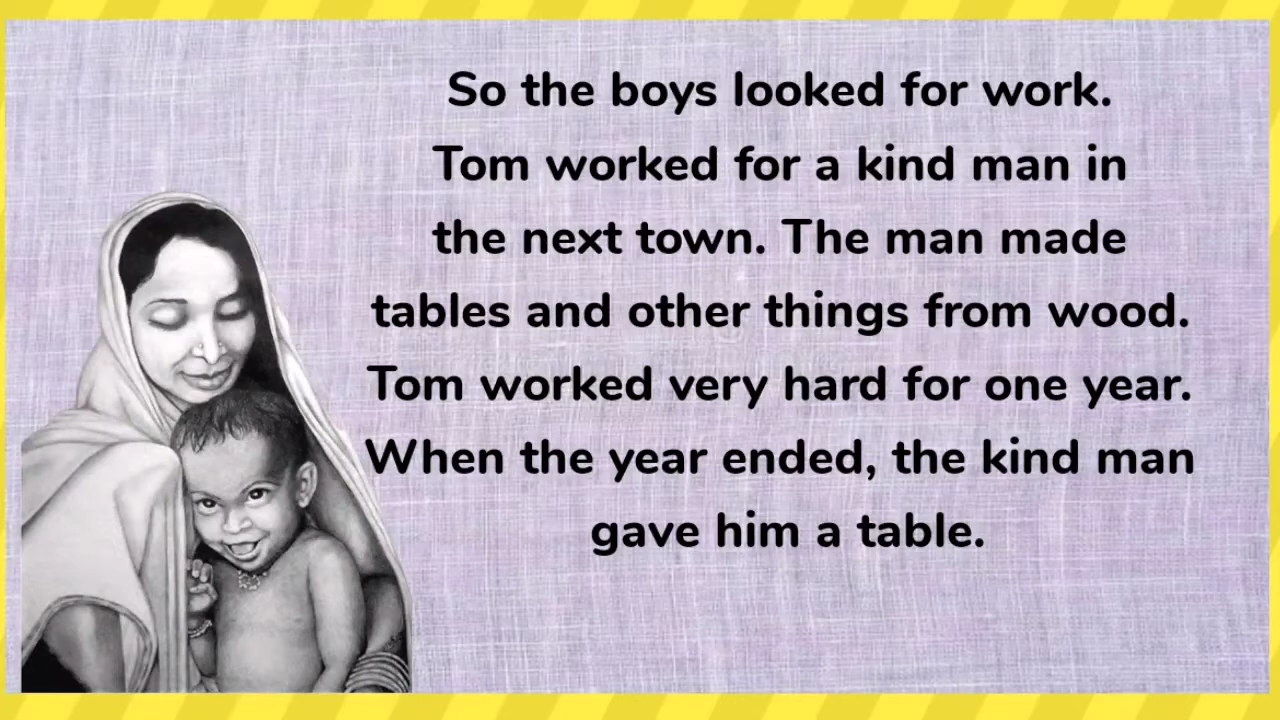 So the boys looked for work.
Tom worked for a kind man in
the next town. The man made
tables and other things from wood.
Tom worked very hard for one year.
When the year ended, the kind man
gave him a table.